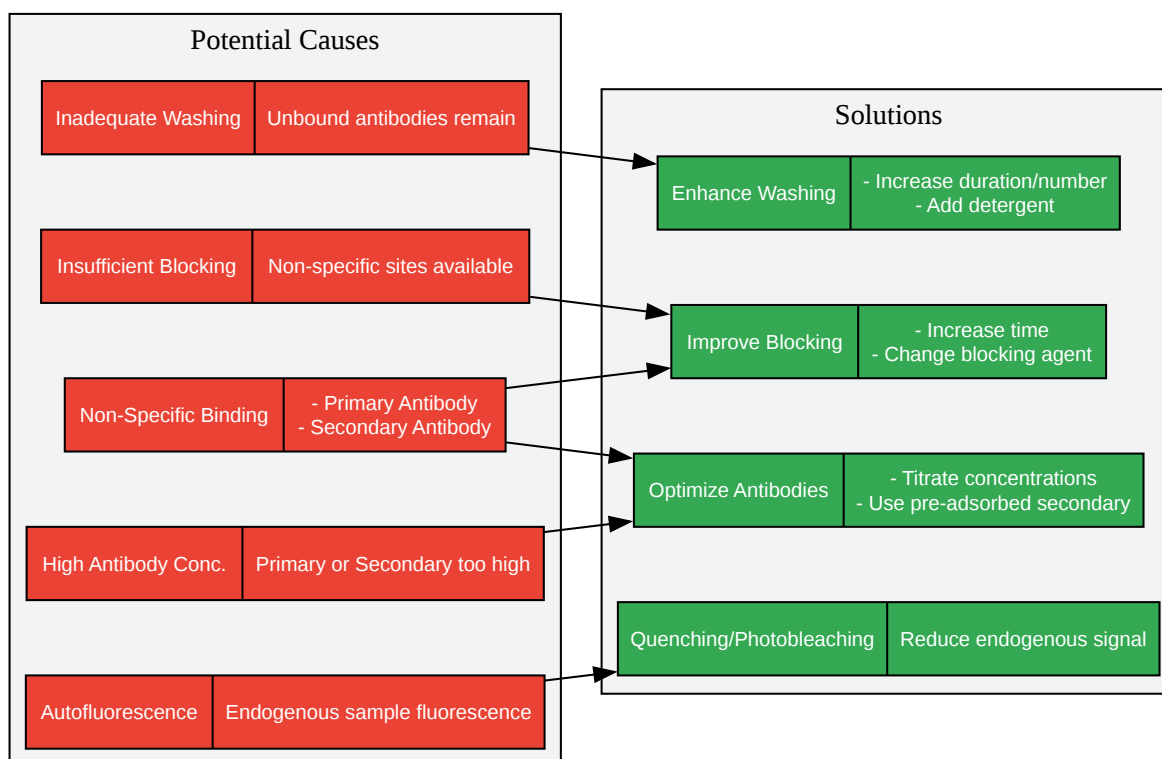 Potential Causes
Inadequate Washing
Unbound antibodies remain
Insufficient Blocking
Non-specific sites available
Non-Specific Binding
- Primary Antibody
- Secondary Antibody
High Antibody Conc.
Primary or Secondary too high
Autofluorescence
Endogenous sample fluorescence
Solutions
Enhance Washing
- Increase duration/number
- Add detergent
Improve Blocking
- Increase time
- Change blocking agent
Optimize Antibodies
- Titrate concentrations
- Use pre-adsorbed secondary
Quenching/Photobleaching
Reduce endogenous signal